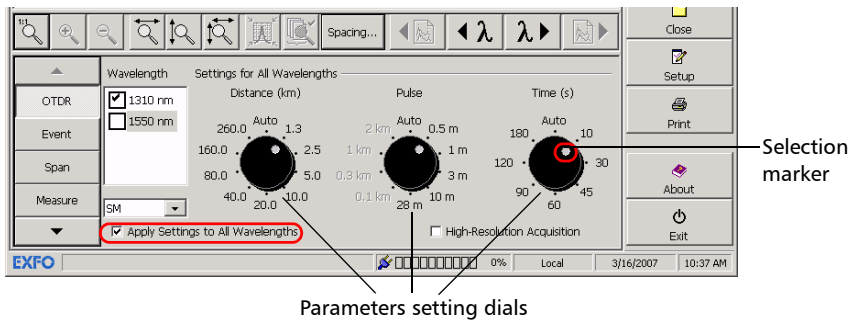 1:1
Spacing...
λ
λ
Close
Setup
Print
About
Exit
OTDR
Event
Span
Measure
Wavelength
1310 nm
1550 nm
SM
Apply Settings to All Wavelengths
Settings for All Wavelengths
Distance (km)
Auto
1.3
2.5
5.0
10.0
20.0
40.0
80.0
160.0
260.0
Pulse
Auto
0.5 m
1 m
3 m
10 m
28 m
0.1 km
0.3 km
1 km
2 km
Time (s)
Auto
10
30
45
60
90
120
180
High-Resolution Acquisition
EXFO
0%
Local
3/16/2007
10:37 AM
Selection
marker
Parameters setting dials